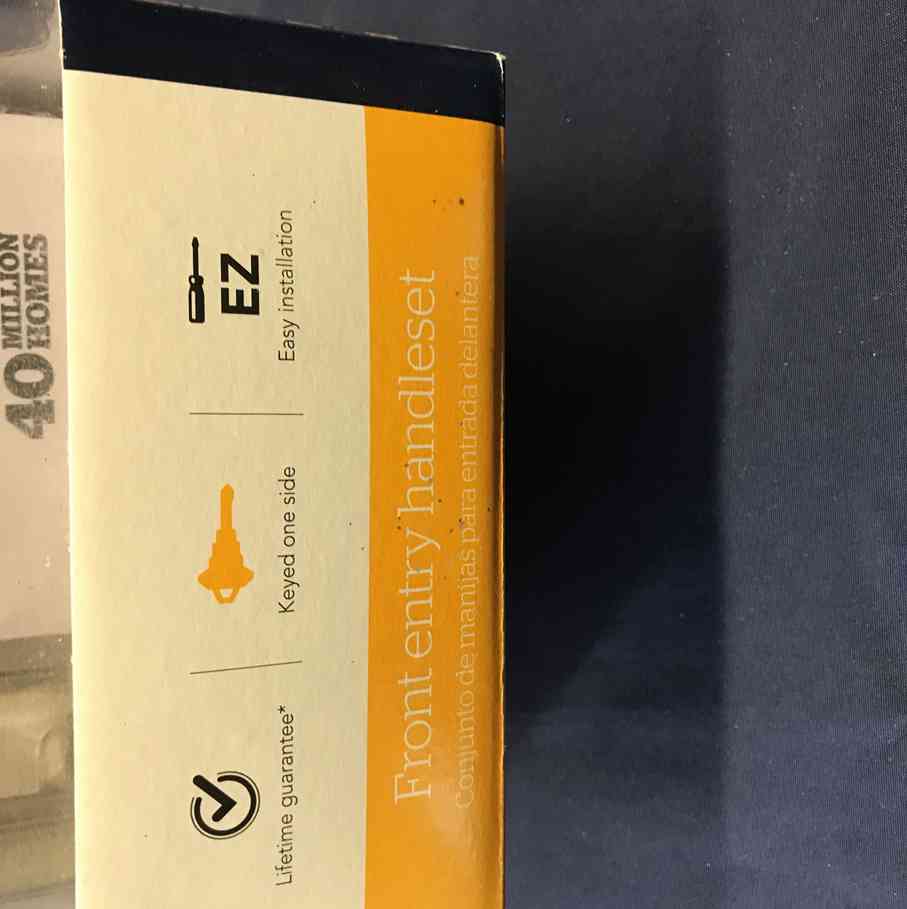 40 MILLION
HOMES
EZ
Lifetime guarantee*
Keyed one side
Easy installation
Front entry handleset
Conjunto de manijas para entrada delantera